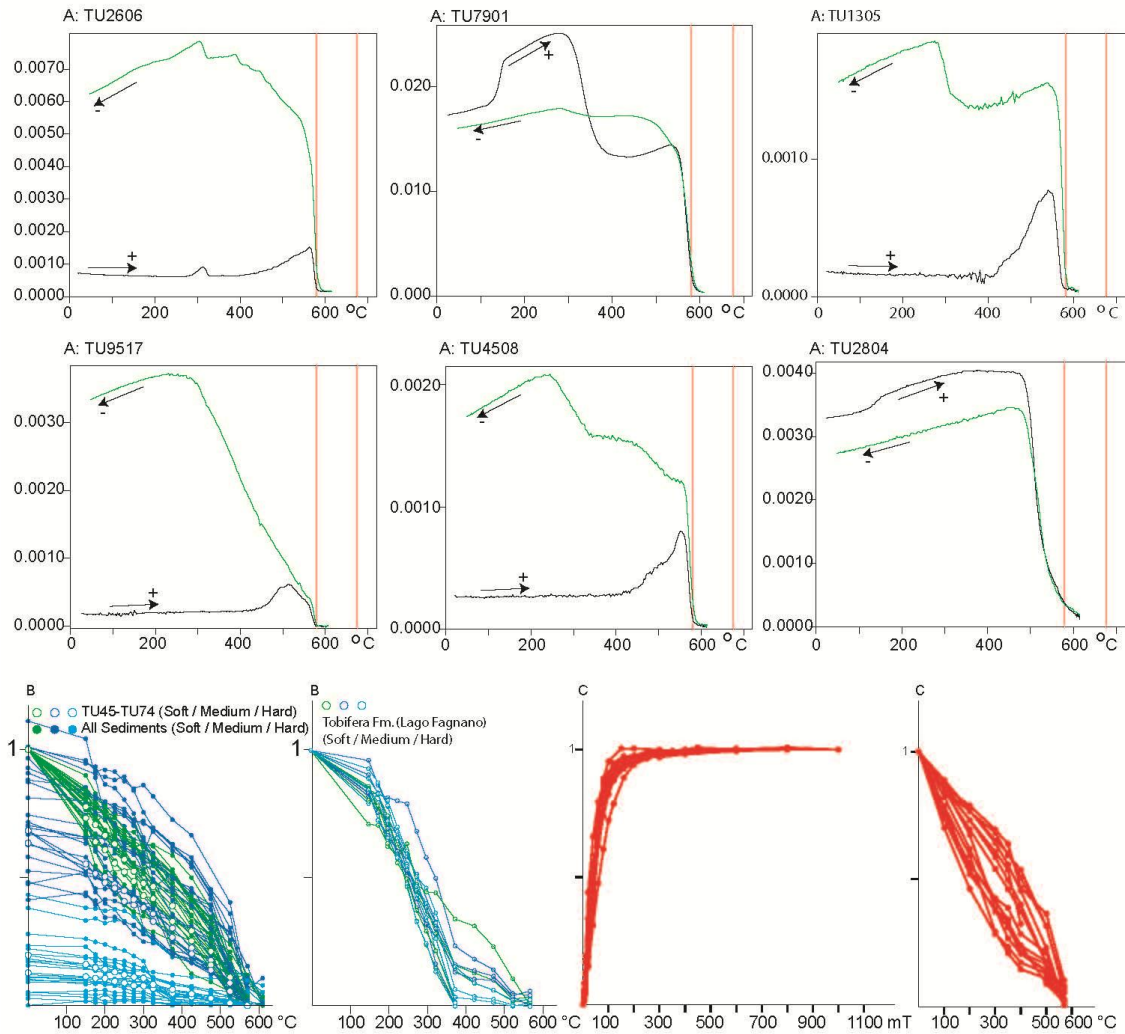 A: TU2606
0.0070
0.0060
0.0050
0.0040
0.0030
0.0020
0.0010
0.0000
+
-
0 200 400 600 °C
A: TU7901
0.020
0.010
0.000
+
-
0 200 400 600 °C
A: TU1305
0.0010
0.0000
+
-
0 200 400 600 °C
A: TU9517
0.0030
0.0020
0.0010
0.0000
+
-
0 200 400 600 °C
A: TU4508
0.0020
0.0010
0.0000
+
-
0 200 400 600 °C
A: TU2804
0.0040
0.0030
0.0020
0.0010
0.0000
+
-
0 200 400 600 °C
B
TU45-TU74 (Soft / Medium / Hard)
All Sediments (Soft / Medium / Hard)
1
100 200 300 400 500 600 °C
B
Tobifera Fm. (Lago Fagnano)
(Soft / Medium / Hard)
1
100 200 300 400 500 °C
C
1
100 300 500 700 900 mT 1100
C
1
100 200 300 400 500 600 °C